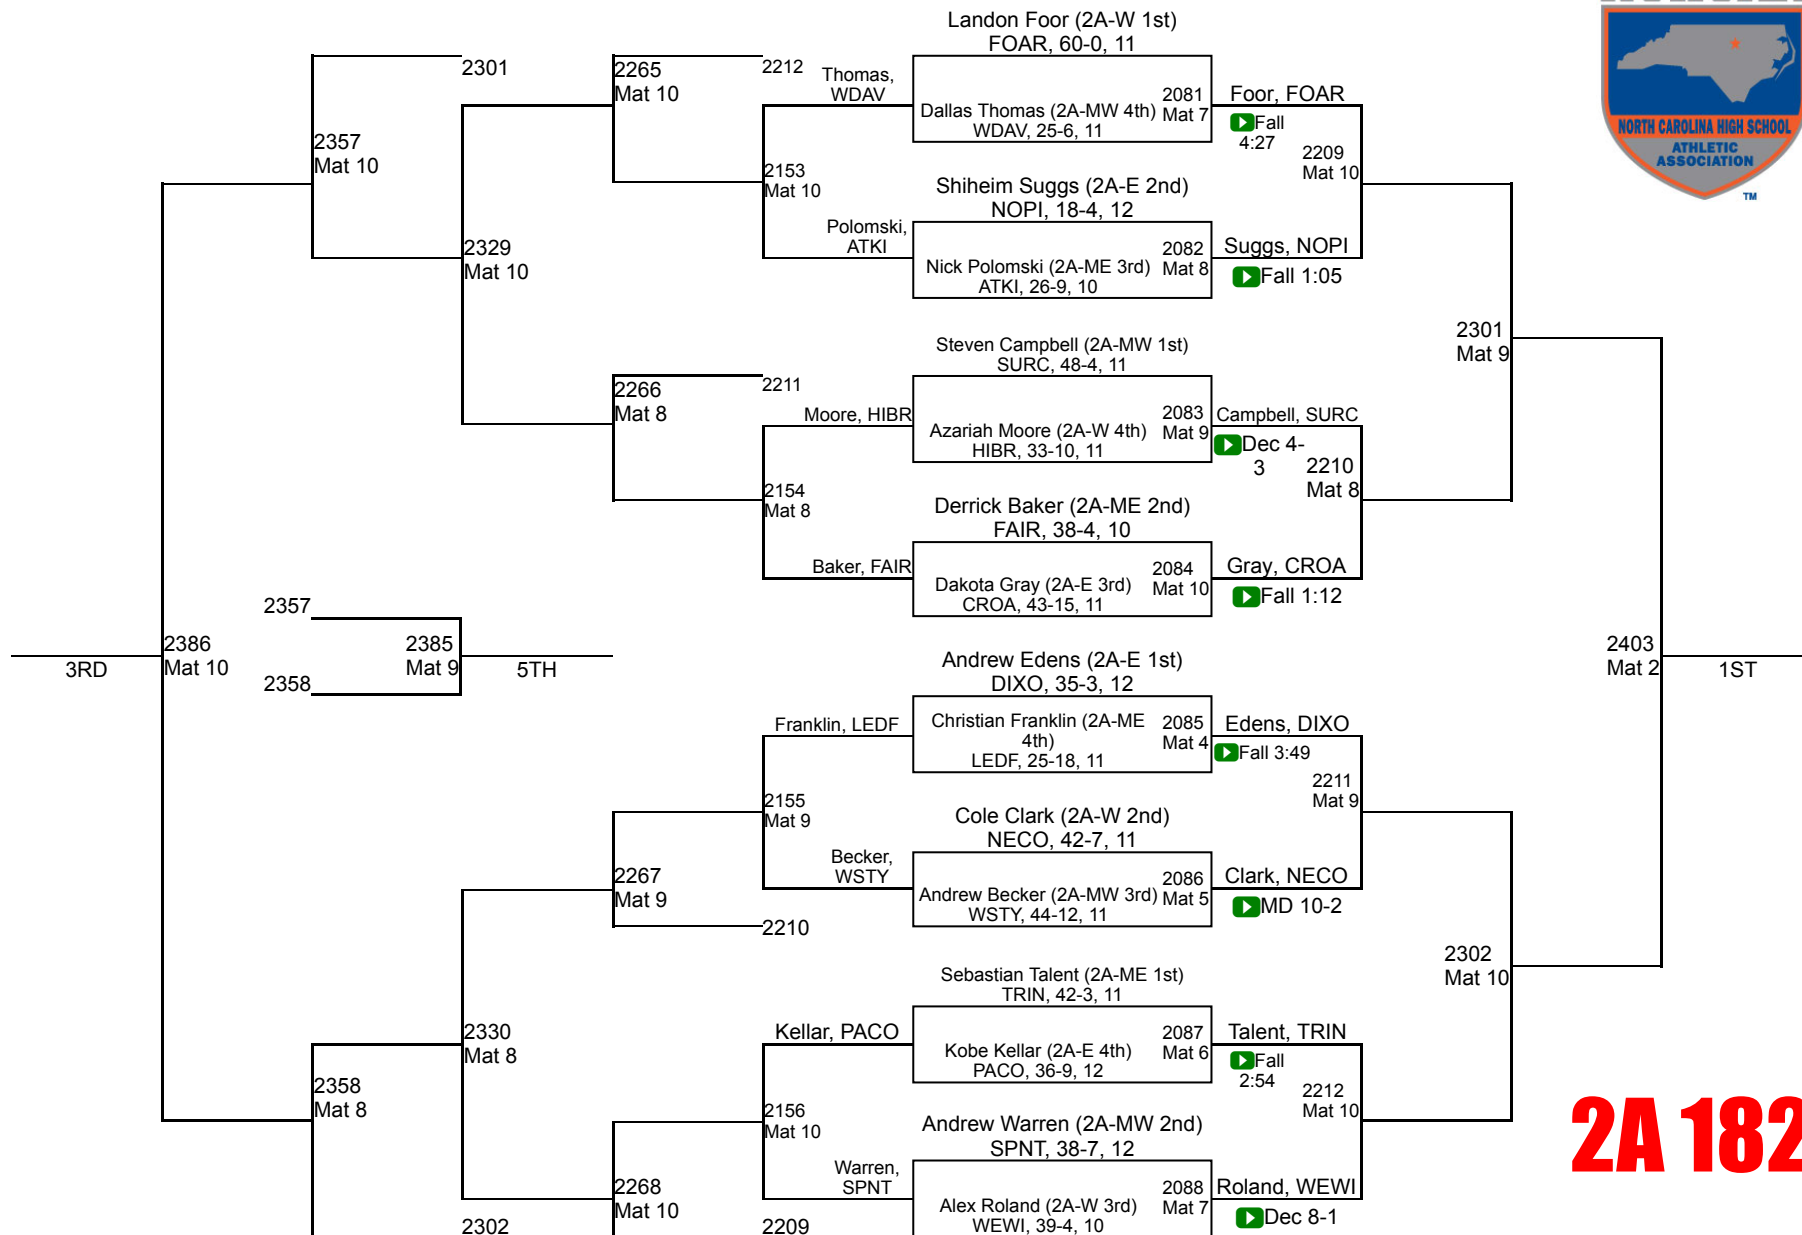 Landon Foor (2A-W 1st)
FOAR, 60-0, 11
2301
2265
Mat 10
2212
Thomas,
WDAV
Dallas Thomas (2A-MW 4th)
WDAV, 25-6, 11
2081
Mat 7
Foor, FOAR
Fall
4:27
2357
Mat 10
2153
Mat 10
2209
Mat 10
Shiheim Suggs (2A-E 2nd)
NOPI, 18-4, 12
Polomski,
ATKI
Nick Polomski (2A-ME 3rd)
ATKI, 26-9, 10
2082
Mat 8
Suggs, NOPI
Fall 1:05
2329
Mat 10
NORTH CAROLINA HIGH SCHOOL
ATHLETIC
ASSOCIATION
TM
Steven Campbell (2A-MW 1st)
SURC, 48-4, 11
2301
Mat 9
2266
Mat 8
2211
Moore, HIBR
Azariah Moore (2A-W 4th)
HIBR, 33-10, 11
2083
Mat 9
Campbell, SURC
Dec 4-
3
2210
Mat 8
2154
Mat 8
Derrick Baker (2A-ME 2nd)
FAIR, 38-4, 10
Baker, FAIR
Dakota Gray (2A-E 3rd)
CROA, 43-15, 11
2084
Mat 10
Gray, CROA
Fall 1:12
2357
3RD
2386
Mat 10
2385
Mat 9
5TH
2358
2403
Mat 2
1ST
Andrew Edens (2A-E 1st)
DIXO, 35-3, 12
Franklin, LEDF
Christian Franklin (2A-ME
4th)
LEDF, 25-18, 11
2085
Mat 4
Edens, DIXO
Fall 3:49
2211
Mat 9
2155
Mat 9
Cole Clark (2A-W 2nd)
NECO, 42-7, 11
Becker,
WSTY
Andrew Becker (2A-MW 3rd)
WSTY, 44-12, 11
2086
Mat 5
Clark, NECO
MD 10-2
2267
Mat 9
2210
2302
Mat 10
Sebastian Talent (2A-ME 1st)
TRIN, 42-3, 11
2330
Mat 8
Kellar, PACO
Kobe Kellar (2A-E 4th)
PACO, 36-9, 12
2087
Mat 6
Talent, TRIN
Fall
2:54
2358
Mat 8
2156
Mat 10
2212
Mat 10
Andrew Warren (2A-MW 2nd)
SPNT, 38-7, 12
Warren,
SPNT
Alex Roland (2A-W 3rd)
WEWI, 39-4, 10
2088
Mat 7
Roland, WEWI
Dec 8-1
2268
Mat 10
2302
2209
2A 182